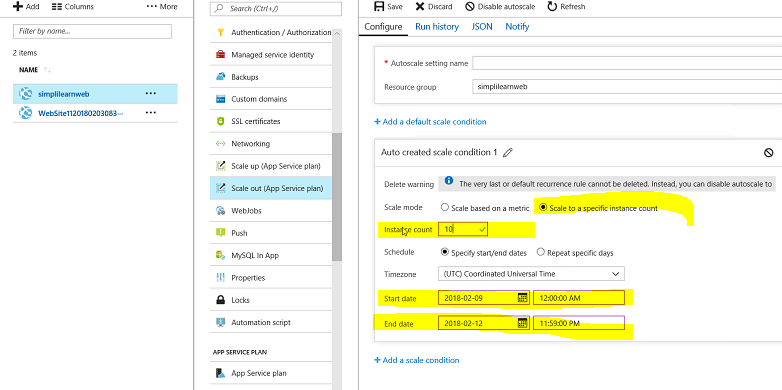 + Add
Columns
••• More
Filter by name...
2 items
NAME ↑↓
simplilearnweb •••
WebSite1120180203083··· •••
Search (Ctrl+/)
Authentication / Authorization
Managed service identity
Backups
Custom domains
SSL certificates
Networking
Scale up (App Service plan)
Scale out (App Service plan)
WebJobs
Push
MySQL In App
Properties
Locks
Automation script
APP SERVICE PLAN
App Service plan
Save
Discard
Disable autoscale
Refresh
Configure
Run history
JSON
Notify
* Autoscale setting name
Resource group simplilearnweb
+ Add a default scale condition
Auto created scale condition 1
Delete warning The very last or default recurrence rule cannot be deleted. Instead, you can disable autoscale to
Scale mode Scale based on a metric Scale to a specific instance count
Instance count 10
Schedule Specify start/end dates Repeat specific days
Timezone (UTC) Coordinated Universal Time
Start date 2018-02-09 12:00:00 AM
End date 2018-02-12 11:59:00 PM
+ Add a scale condition